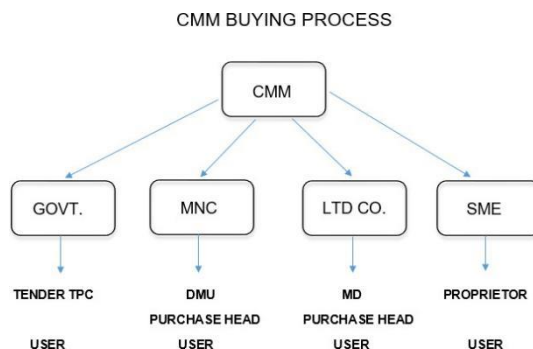 CMM BUYING PROCESS
CMM
GOVT. MNC LTD CO. SME
TENDER TPC DMU MD PROPRIETOR
PURCHASE HEAD PURCHASE HEAD
USER USER USER USER